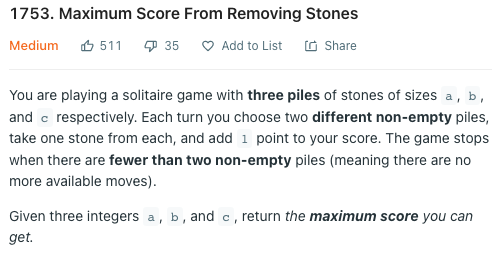 1753. Maximum Score From Removing Stones
Medium 511 35 Add to List Share
You are playing a solitaire game with three piles of stones of sizes a, b,
and c respectively. Each turn you choose two different non-empty piles,
take one stone from each, and add 1 point to your score. The game stops
when there are fewer than two non-empty piles (meaning there are no
more available moves).
Given three integers a, b, and c, return the maximum score you can
get.